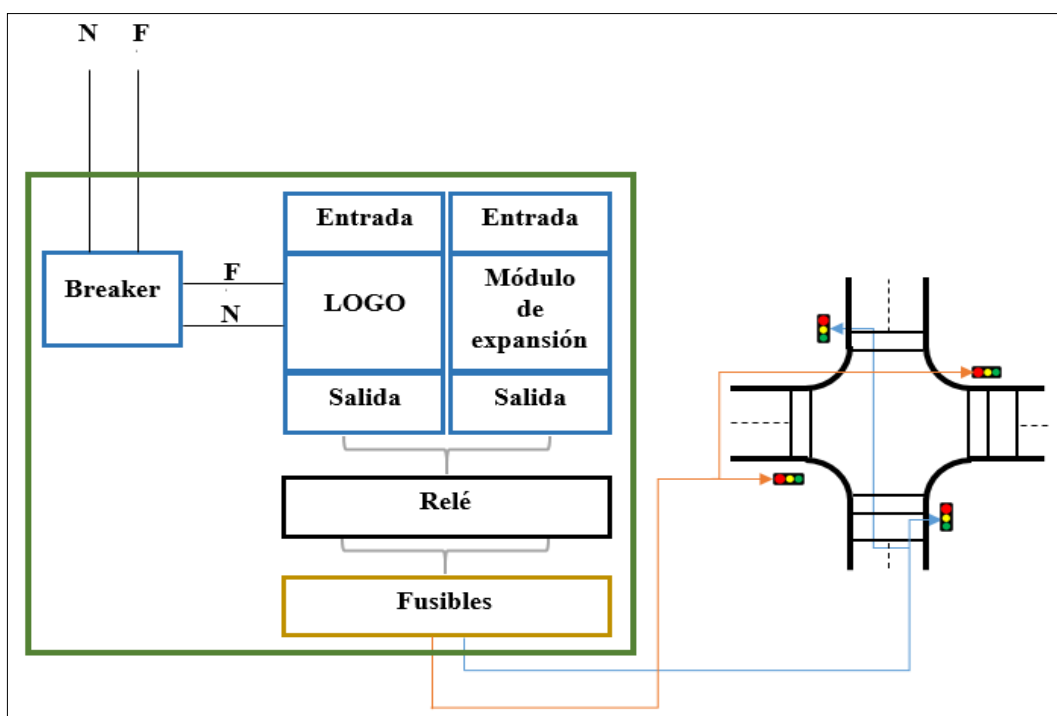 N F
Entrada Entrada
Breaker
F
N
LOGO
Módulo
de
expansión
Salida Salida
Relé
Fusibles